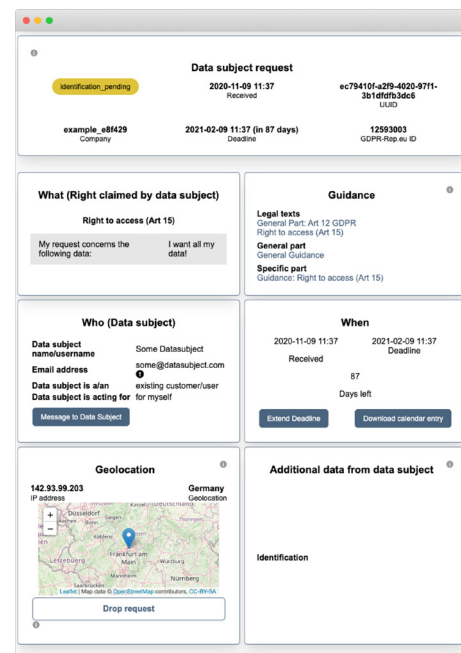 Data subject request
Identification_pending
2020-11-09 11:37
Received
ec79410f-a2f9-4020-97f1-
3b1dfdfb3dc6
UUID
example_e8f429
Company
2021-02-09 11:37 (in 87 days)
Deadline
12593003
GDPR-Rep.eu ID
What (Right claimed by data subject)
Right to access (Art 15)
My request concerns the
following data:
I want all my
data!
Guidance
Legal texts
General Part: Art 12 GDPR
Right to access (Art 15)
General part
General Guidance
Specific part
Guidance: Right to access (Art 15)
Who (Data subject)
Data subject
name/username
Some Datasubject
Email address
some@datasubject.com
Data subject is a/an
existing customer/user
Data subject is acting for
for myself
Message to Data Subject
When
2020-11-09 11:37
Received
2021-02-09 11:37
Deadline
87
Days left
Extend Deadline
Download calendar entry
Geolocation
142.93.99.203
IP address
Germany
Geolocation
+
−
Düsseldorf
Kassel
Aachen
Bonn
Koblenz
Frankfurt am
Main
Würzburg
Mannheim
Nürnberg
Saarbrücken
Leaflet | Map data © OpenStreetMap contributors, CC-BY-SA
Drop request
Additional data from data subject
Identification